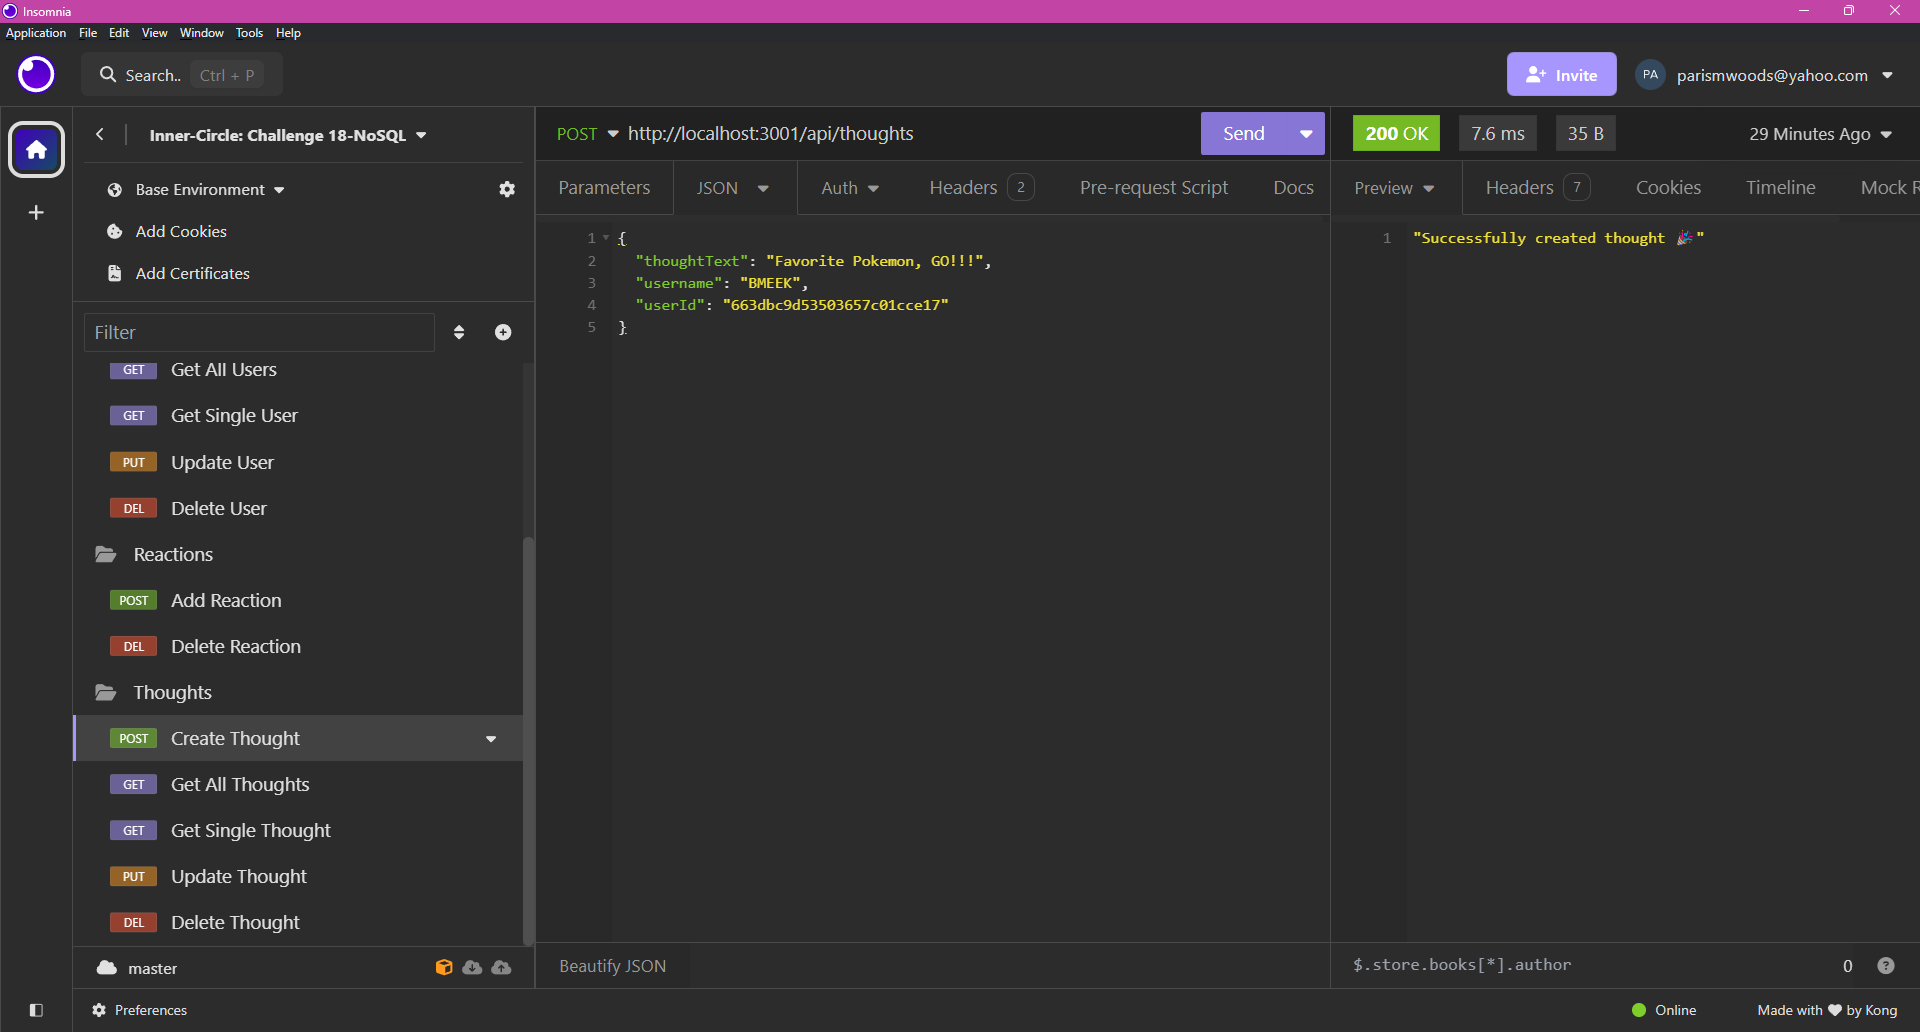 Insomnia
Application File Edit View Window Tools Help
Search.. Ctrl + P
Invite
PA parismwoods@yahoo.com
Inner-Circle: Challenge 18-NoSQL
Base Environment
Add Cookies
Add Certificates
Filter
GET Get All Users
GET Get Single User
PUT Update User
DEL Delete User
Reactions
POST Add Reaction
DEL Delete Reaction
Thoughts
POST Create Thought
GET Get All Thoughts
GET Get Single Thought
PUT Update Thought
DEL Delete Thought
master
POST http://localhost:3001/api/thoughts Send
Parameters JSON Auth Headers 2 Pre-request Script Docs
1 {
2 "thoughtText": "Favorite Pokemon, GO!!!",
3 "username": "BMEEK",
4 "userId": "663dbc9d53503657c01cce17"
5 }
Beautify JSON
200 OK 7.6 ms 35 B 29 Minutes Ago
Preview Headers 7 Cookies Timeline Mock R
1 "Successfully created thought 🎉"
$.store.books[*].author 0 ?
Preferences
Online Made with ♥ by Kong